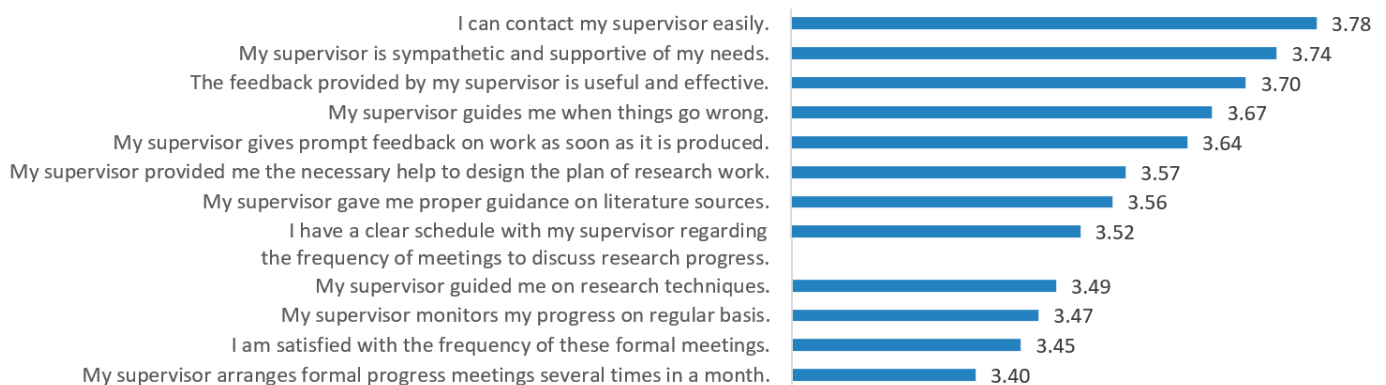 I can contact my supervisor easily. 3.78
My supervisor is sympathetic and supportive of my needs. 3.74
The feedback provided by my supervisor is useful and effective. 3.70
My supervisor guides me when things go wrong. 3.67
My supervisor gives prompt feedback on work as soon as it is produced. 3.64
My supervisor provided me the necessary help to design the plan of research work. 3.57
My supervisor gave me proper guidance on literature sources. 3.56
I have a clear schedule with my supervisor regarding 3.52
the frequency of meetings to discuss research progress.
My supervisor guided me on research techniques. 3.49
My supervisor monitors my progress on regular basis. 3.47
I am satisfied with the frequency of these formal meetings. 3.45
My supervisor arranges formal progress meetings several times in a month. 3.40